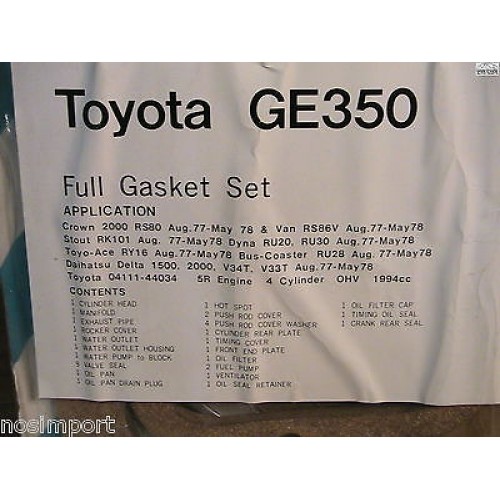 Toyota GE350
Full Gasket Set
APPLICATION
Crown 2000 RS80 Aug.77-May 78 & Van RS86V Aug.77-May78
Stout RK101 Aug. 77-May78 Dyna RU20, RU30 Aug.77-May78
Toyo-Ace RY16 Aug.77-May78 Bus-Coaster RU28 Aug.77-May78
Daihatsu Delta 1500, 2000, V34T, V33T Aug.77-May78
Toyota 04111-44034 5R Engine 4 Cylinder OHV 1994cc
CONTENTS
1 CYLINDER HEAD
1 MANIFOLD
1 EXHAUST PIPE
1 ROCKER COVER
1 WATER OUTLET
1 WATER OUTLET HOUSING
1 WATER PUMP to BLOCK
8 VALVE SEAL
1 OIL PAN
1 OIL PAN DRAIN PLUG
1 HOT SPOT
2 PUSH ROD COVER
4 PUSH ROD COVER WASHER
1 CYLINDER REAR PLATE
1 TIMING COVER
1 FRONT END PLATE
1 OIL FILTER
2 FUEL PUMP
1 VENTILATOR
1 OIL SEAL RETAINER
1 OIL FILTER CAP
1 TIMING OIL SEAL
1 CRANK REAR SEAL
nosimport